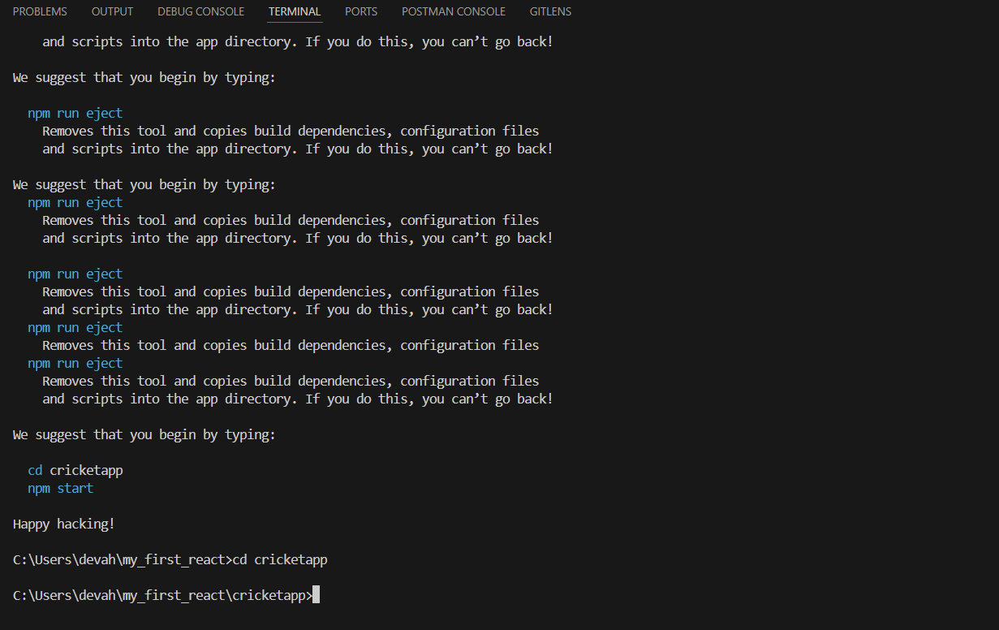 PROBLEMS OUTPUT DEBUG CONSOLE TERMINAL PORTS POSTMAN CONSOLE GITLENS
and scripts into the app directory. If you do this, you can’t go back!
We suggest that you begin by typing:
npm run eject
Removes this tool and copies build dependencies, configuration files
and scripts into the app directory. If you do this, you can’t go back!
We suggest that you begin by typing:
npm run eject
Removes this tool and copies build dependencies, configuration files
and scripts into the app directory. If you do this, you can’t go back!
npm run eject
Removes this tool and copies build dependencies, configuration files
and scripts into the app directory. If you do this, you can’t go back!
npm run eject
Removes this tool and copies build dependencies, configuration files
npm run eject
Removes this tool and copies build dependencies, configuration files
and scripts into the app directory. If you do this, you can’t go back!
We suggest that you begin by typing:
cd cricketapp
npm start
Happy hacking!
C:\Users\devah\my_first_react>cd cricketapp
C:\Users\devah\my_first_react\cricketapp>